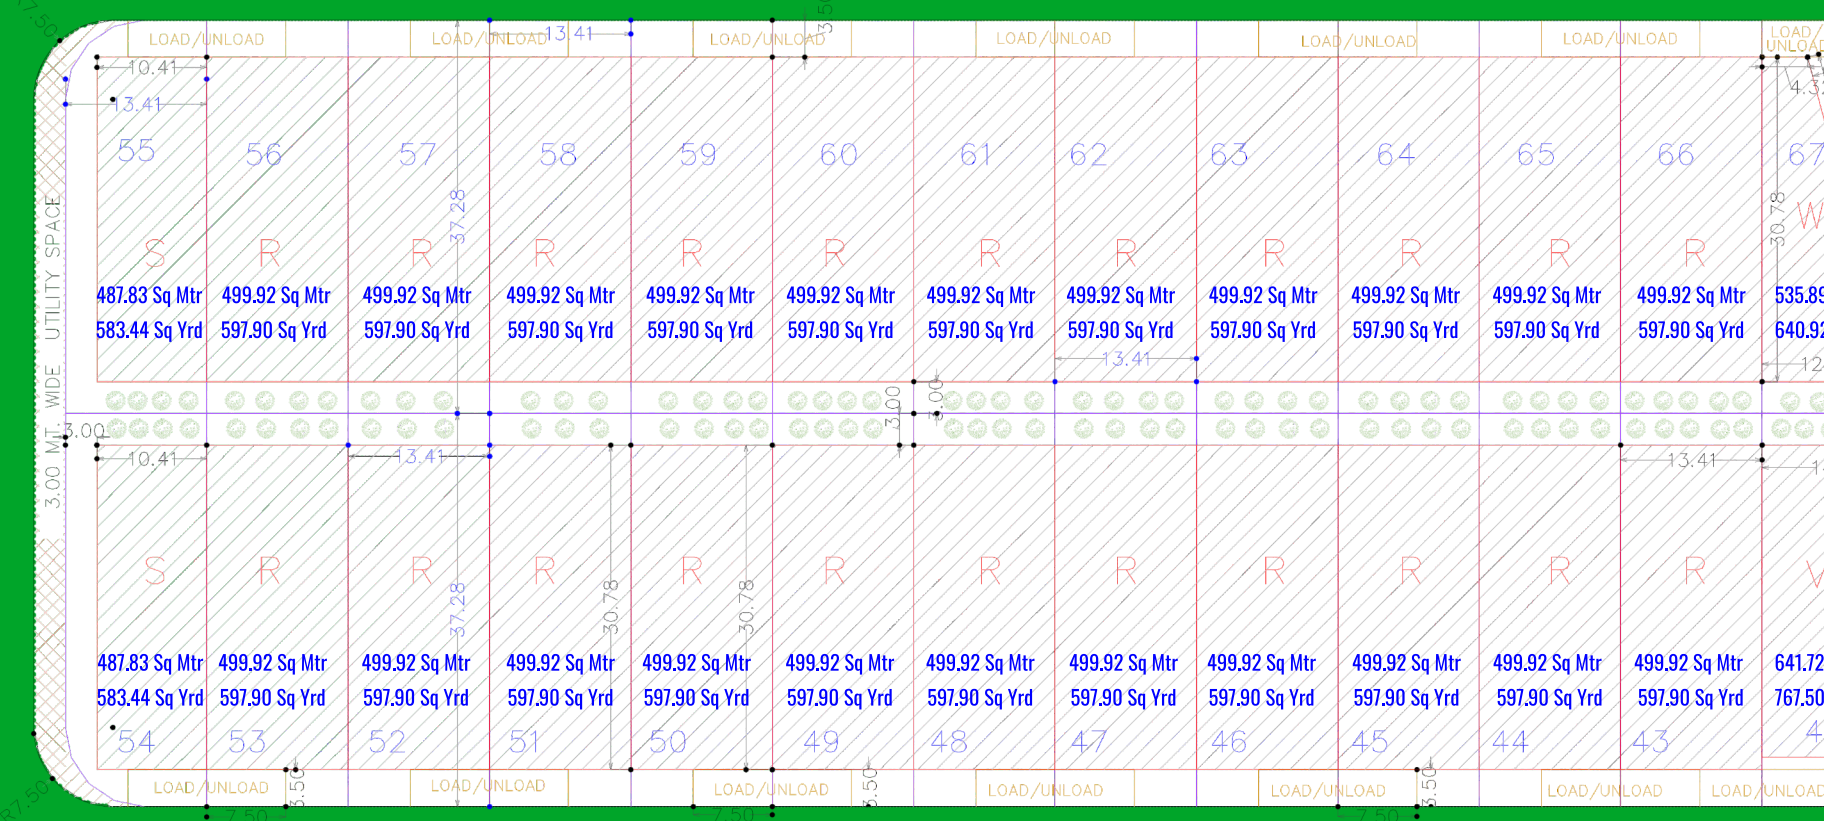 R7.50
LOAD/UNLOAD LOAD/UNLOAD 13.41 LOAD/UNLOAD 3.50 LOAD/UNLOAD LOAD/UNLOAD LOAD/UNLOAD LOAD/
UNLOAD
10.41
13.41
55 56 57 58 59 60 61 62 63 64 65 66 67
37.28 30.78
S R R R R R R R R R R R W
487.83 Sq Mtr 499.92 Sq Mtr 499.92 Sq Mtr 499.92 Sq Mtr 499.92 Sq Mtr 499.92 Sq Mtr 499.92 Sq Mtr 499.92 Sq Mtr 499.92 Sq Mtr 499.92 Sq Mtr 499.92 Sq Mtr 499.92 Sq Mtr 535.89
583.44 Sq Yrd 597.90 Sq Yrd 597.90 Sq Yrd 597.90 Sq Yrd 597.90 Sq Yrd 597.90 Sq Yrd 597.90 Sq Yrd 597.90 Sq Yrd 597.90 Sq Yrd 597.90 Sq Yrd 597.90 Sq Yrd 597.90 Sq Yrd 640.92
13.41
3.00 MT. WIDE UTILITY SPACE
3.00 3.00
3.00
10.41 13.41 13.41
37.28 30.78 30.78
S R R R R R R R R R R R
487.83 Sq Mtr 499.92 Sq Mtr 499.92 Sq Mtr 499.92 Sq Mtr 499.92 Sq Mtr 499.92 Sq Mtr 499.92 Sq Mtr 499.92 Sq Mtr 499.92 Sq Mtr 499.92 Sq Mtr 499.92 Sq Mtr 499.92 Sq Mtr 641.72
583.44 Sq Yrd 597.90 Sq Yrd 597.90 Sq Yrd 597.90 Sq Yrd 597.90 Sq Yrd 597.90 Sq Yrd 597.90 Sq Yrd 597.90 Sq Yrd 597.90 Sq Yrd 597.90 Sq Yrd 597.90 Sq Yrd 597.90 Sq Yrd 767.50
54 53 52 51 50 49 48 47 46 45 44 43
LOAD/UNLOAD 3.50 LOAD/UNLOAD LOAD/UNLOAD 3.50 LOAD/UNLOAD LOAD/UNLOAD 3.50 LOAD/UNLOAD LOAD/UNLOAD
R7.50 7.50 7.50 7.50